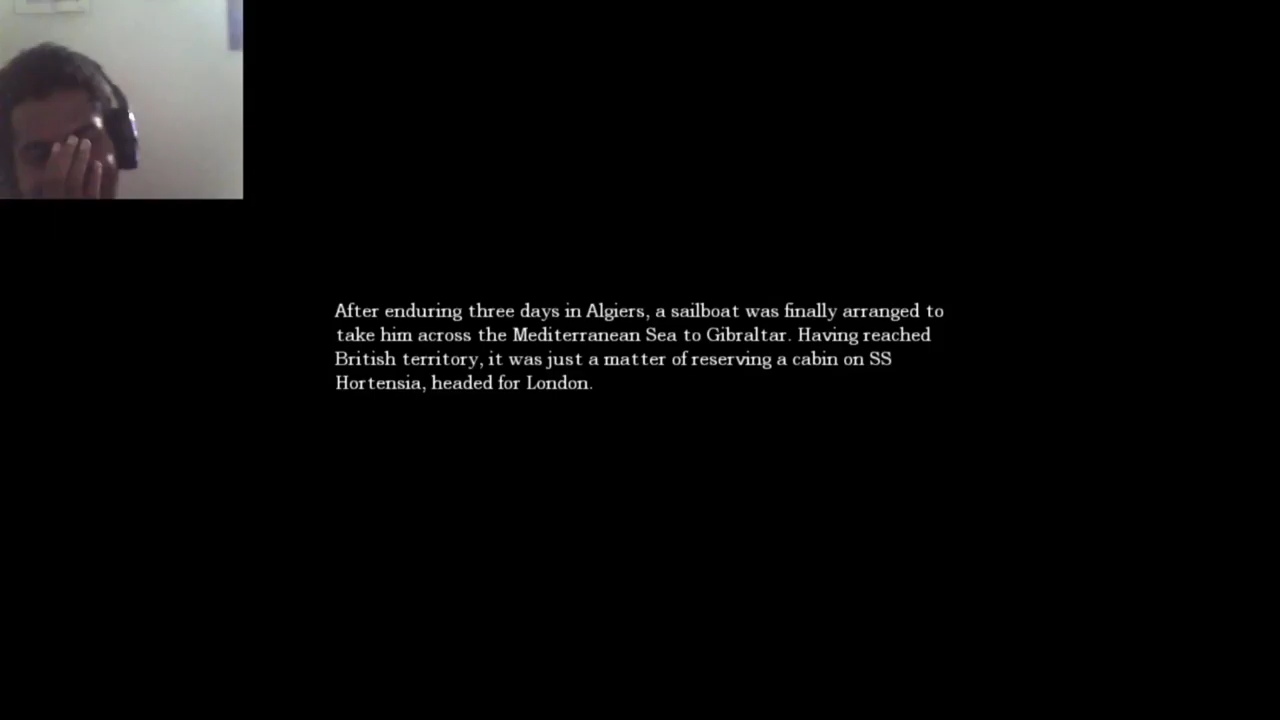 After enduring three days in Algiers, a sailboat was finally arranged to
take him across the Mediterranean Sea to Gibraltar. Having reached
British territory, it was just a matter of reserving a cabin on SS
Hortensia, headed for London.